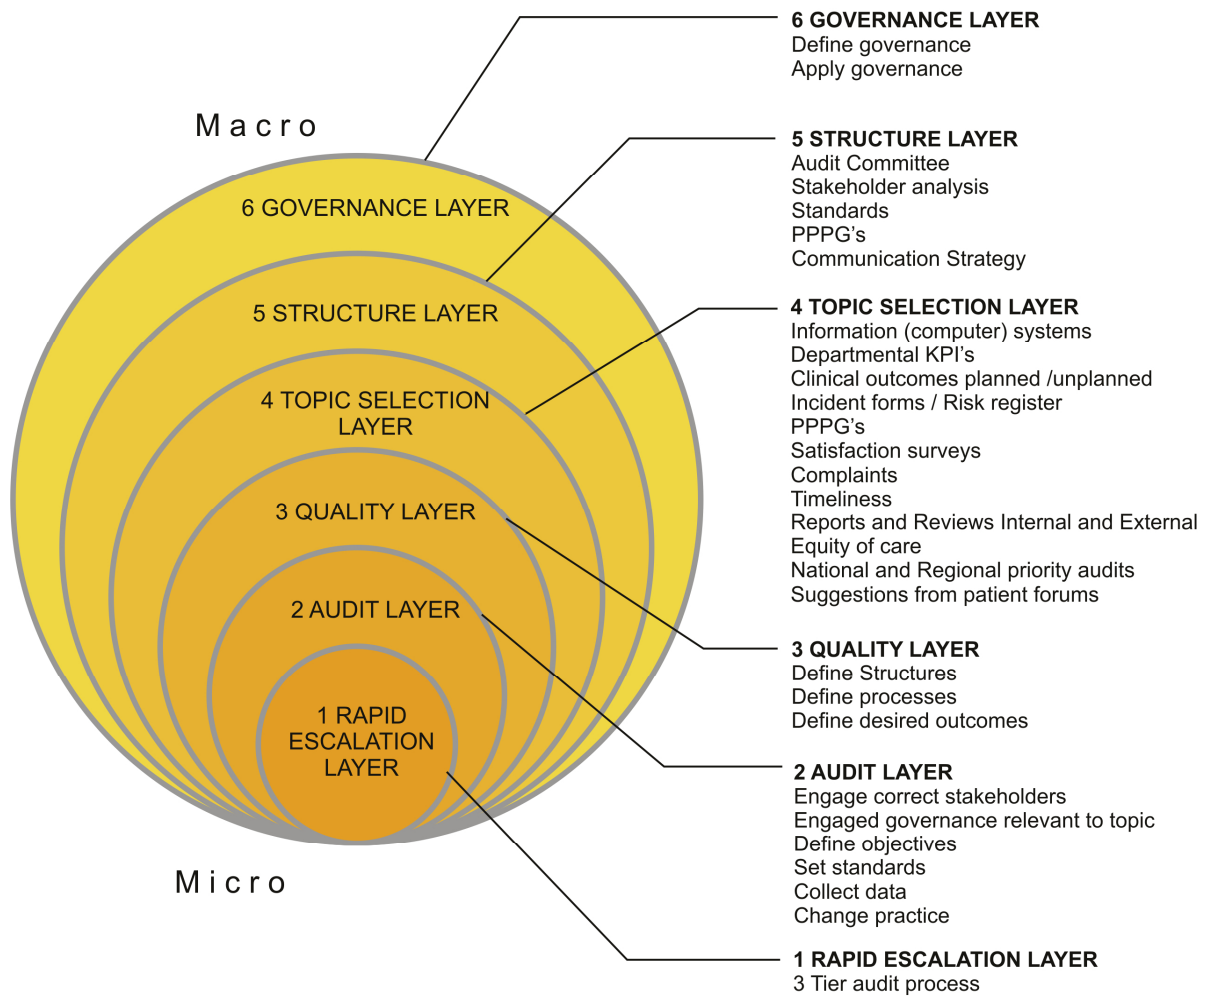 6 GOVERNANCE LAYER
Define governance
Apply governance
Macro
5 STRUCTURE LAYER
Audit Committee
Stakeholder analysis
Standards
PPPG’s
Communication Strategy
6 GOVERNANCE LAYER
5 STRUCTURE LAYER
4 TOPIC SELECTION
LAYER
3 QUALITY LAYER
2 AUDIT LAYER
1 RAPID
ESCALATION
LAYER
Micro
4 TOPIC SELECTION LAYER
Information (computer) systems
Departmental KPI’s
Clinical outcomes planned /unplanned
Incident forms / Risk register
PPPG’s
Satisfaction surveys
Complaints
Timeliness
Reports and Reviews Internal and External
Equity of care
National and Regional priority audits
Suggestions from patient forums
3 QUALITY LAYER
Define Structures
Define processes
Define desired outcomes
2 AUDIT LAYER
Engage correct stakeholders
Engaged governance relevant to topic
Define objectives
Set standards
Collect data
Change practice
1 RAPID ESCALATION LAYER
3 Tier audit process